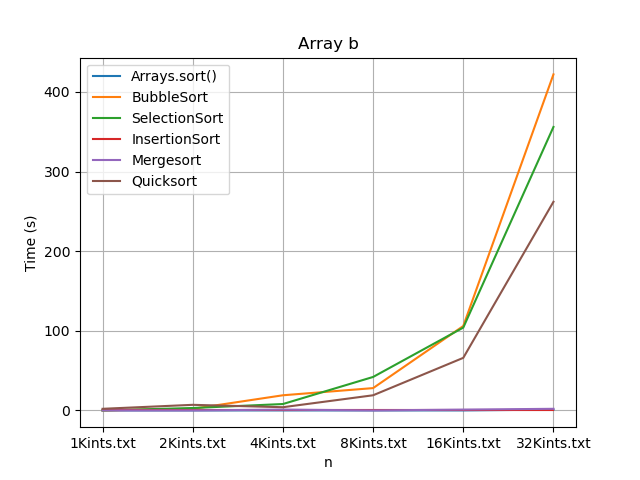 Array b
Arrays.sort()
BubbleSort
SelectionSort
InsertionSort
Mergesort
Quicksort
Time (s)
400
300
200
100
0
1Kints.txt 2Kints.txt 4Kints.txt 8Kints.txt 16Kints.txt 32Kints.txt
n